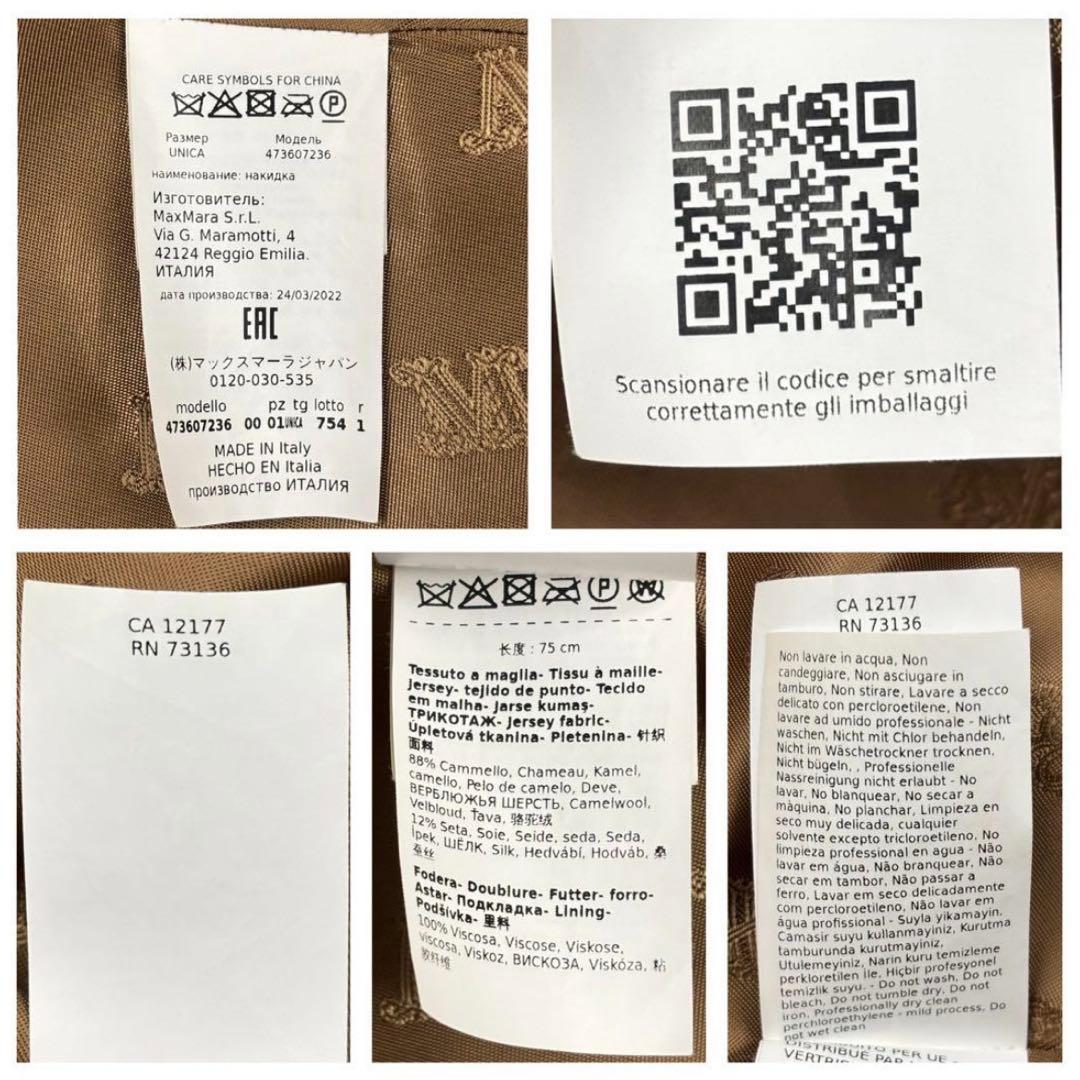 CARE SYMBOLS FOR CHINA
Размер Модель
UNICA 473607236
наименование: накидка
Изготовитель:
MaxMara S.r.L.
Via G. Maramotti, 4
42124 Reggio Emilia.
ИТАЛИЯ
дата производства: 24/03/2022
EAC
(株)マックスマーラジャパン
0120-030-535
modello pz tg lotto r
473607236 00 01 UNICA 754 1
MADE IN Italy
HECHO EN Italia
производство ИТАЛИЯ
Scansionare il codice per smaltire
correttamente gli imballaggi
CA 12177
RN 73136
长度：75 cm
Tessuto a maglia- Tissu à maille-
Jersey- tejido de punto- Tecido
em malha- Jarse kumaş-
ТРИКОТАЖ- Jersey fabric-
Úpletová tkanina- Pletenina- 针织
面料
88% Cammello, Chameau, Kamel,
camello, Pelo de camelo, Deve,
ВЕРБЛЮЖЬЯ ШЕРСТЬ, Camelwool,
Velbloud, Ťava, 骆驼绒
12% Seta, Soie, Seide, seda, Seda,
İpek, ШЁЛК, Silk, Hedvábí, Hodváb, 桑
蚕丝
Fodera- Doublure- Futter- forro-
Astar- Подкладка- Lining-
Podšívka- 里料
100% Viscosa, Viscose, Viskose,
viscosa, Viskoz, ВИСКОЗА, Viskóza, 粘
胶纤维
CA 12177
RN 73136
Non lavare in acqua, Non
candeggiare, Non asciugare in
tamburo, Non stirare, Lavare a secco
delicato con percloroetilene, Non
lavare ad umido professionale - Nicht
waschen, Nicht mit Chlor behandeln,
Nicht im Wäschetrockner trocknen,
Nicht bügeln, , Professionelle
Nassreinigung nicht erlaubt - No
lavar, No blanquear, No secar a
màquina, No planchar, Limpieza en
seco muy delicada, cualquier
solvente excepto tricloroetileno, No
limpieza professional en agua - Não
lavar em água, Não branquear, Não
secar em tambor, Não passar a
ferro, Lavar em seco delicadamente
com percloroetileno, Não lavar em
água profissional - Suyla yikamayin,
Camasir suyu kullanmayiniz, Kurutma
tamburunda kurutmayiniz,
Utulemeyiniz, Narin kuru temizleme
perkloretilen ile, Hiçbir profesyonel
temizlik suyu. - Do not wash, Do not
bleach, Do not tumble dry, Do not
iron, Professionally dry clean
perchloroethylene - mild process, Do
not wet clean
PER UE